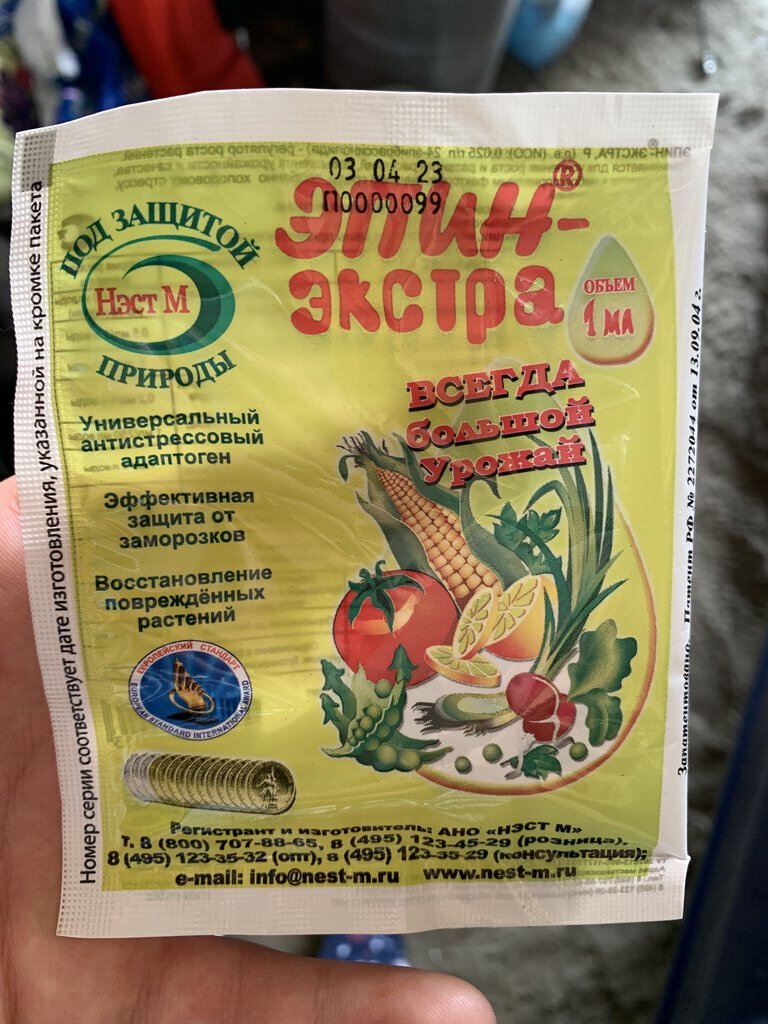 03 04 23
П0000099
ЭПИН-®
экстра
ПОД ЗАЩИТОЙ
Нэст М
ПРИРОДЫ
ОБЪЕМ
1 мл
ВСЕГДА
большой
Урожай
Универсальный
антистрессовый
адаптоген
Эффективная
защита от
заморозков
Восстановление
повреждённых
растений
ЕВРОПЕЙСКИЙ СТАНДАРТ
EUROPEAN STANDARD INTERNATIONAL AWARD
Регистрант и изготовитель: АНО «НЭСТ М»
Т. 8 (800) 707-88-65, 8 (495) 123-45-29 (розница),
8 (495) 123-35-32 (опт), 8 (495) 123-35-29 (консультация);
e-mail: info@nest-m.ru www.nest-m.ru
Номер серии соответствует дате изготовления, указанной на кромке пакета
Запатентовано. Патент РФ № 2272044 от 13.09.04 г.